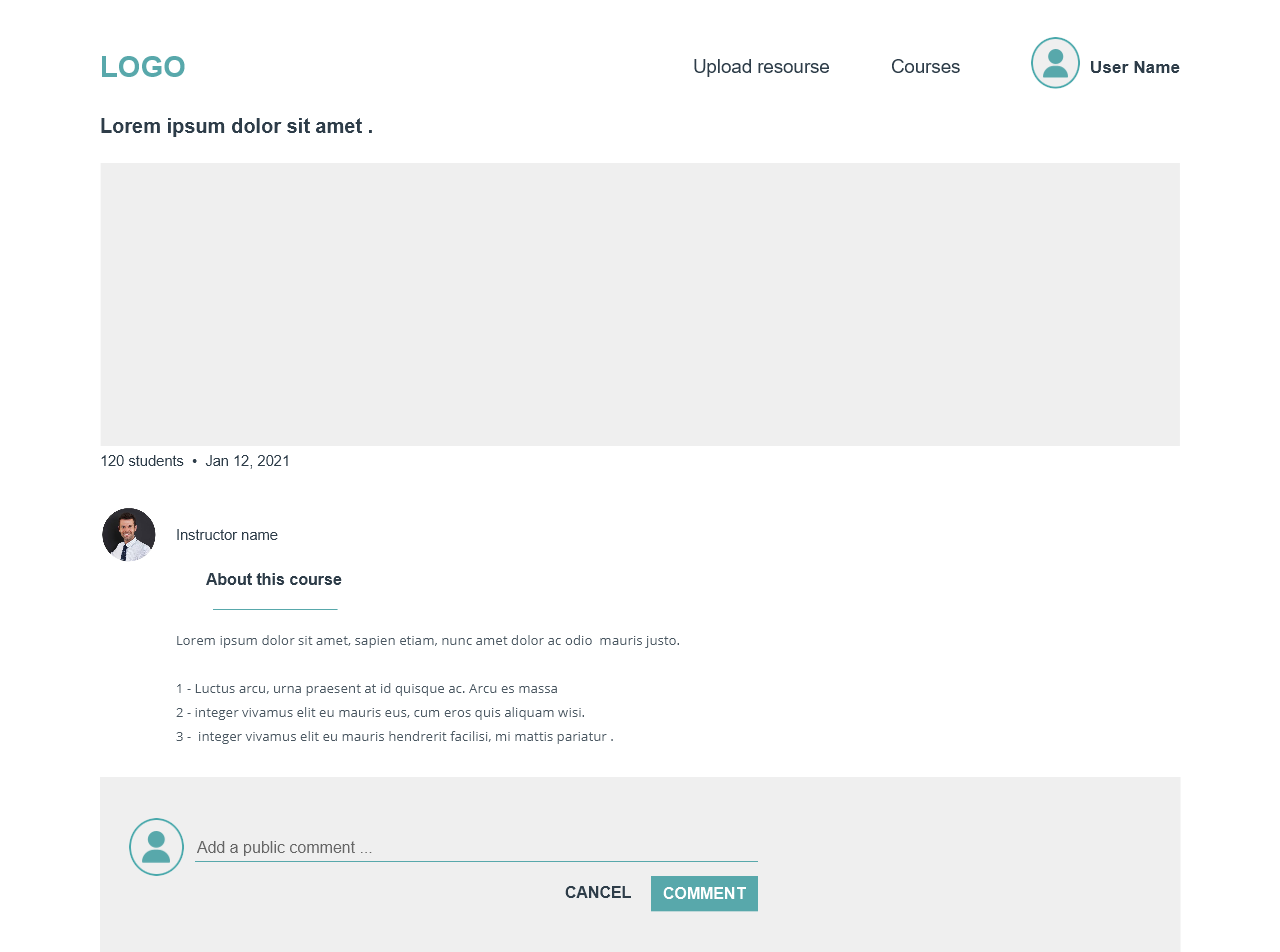 LOGO
Upload resourse
Courses
User Name
Lorem ipsum dolor sit amet .
120 students • Jan 12, 2021
Instructor name
About this course
Lorem ipsum dolor sit amet, sapien etiam, nunc amet dolor ac odio  mauris justo.
1 - Luctus arcu, urna praesent at id quisque ac. Arcu es massa
2 - integer vivamus elit eu mauris eus, cum eros quis aliquam wisi.
3 -  integer vivamus elit eu mauris hendrerit facilisi, mi mattis pariatur .
Add a public comment ...
CANCEL
COMMENT